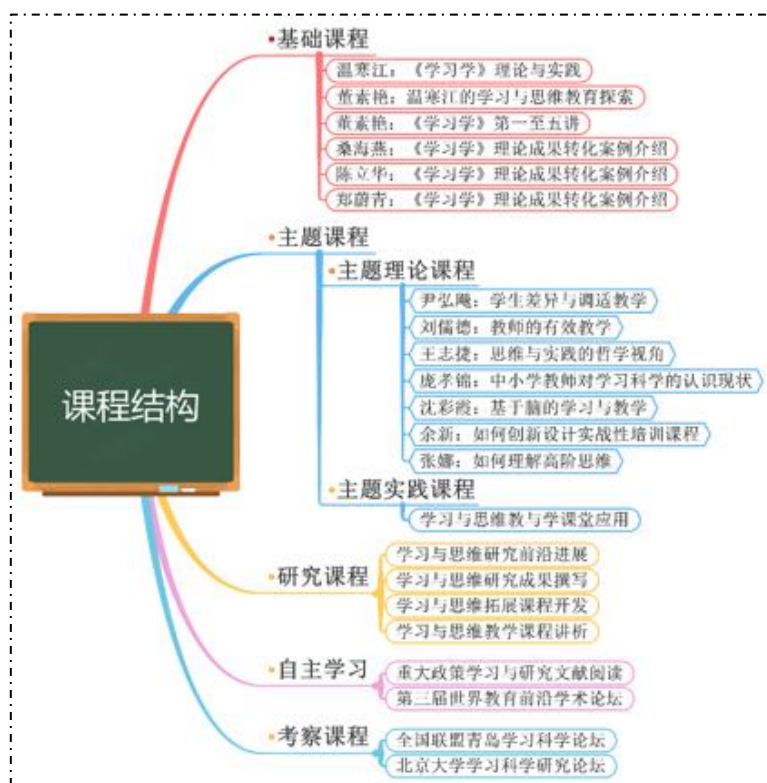 课程结构
基础课程
温寒江：《学习学》理论与实践
董素艳：温寒江的学习与思维教育探索
董素艳：《学习学》第一至五讲
桑海燕：《学习学》理论成果转化案例介绍
陈立华：《学习学》理论成果转化案例介绍
郑蔚青：《学习学》理论成果转化案例介绍
主题课程
主题理论课程
尹弘飚：学生差异与调适教学
刘儒德：教师的有效教学
王志捷：思维与实践的哲学视角
庞孝锦：中小学教师对学习科学的认识现状
沈彩霞：基于脑的学习与教学
余新：如何创新设计实战性培训课程
张娜：如何理解高阶思维
主题实践课程
学习与思维教与学课堂应用
研究课程
学习与思维研究前沿进展
学习与思维研究成果撰写
学习与思维拓展课程开发
学习与思维教学课程讲析
自主学习
重大政策学习与研究文献阅读
第三届世界教育前沿学术论坛
考察课程
全国联盟青岛学习科学论坛
北京大学学习科学研究论坛